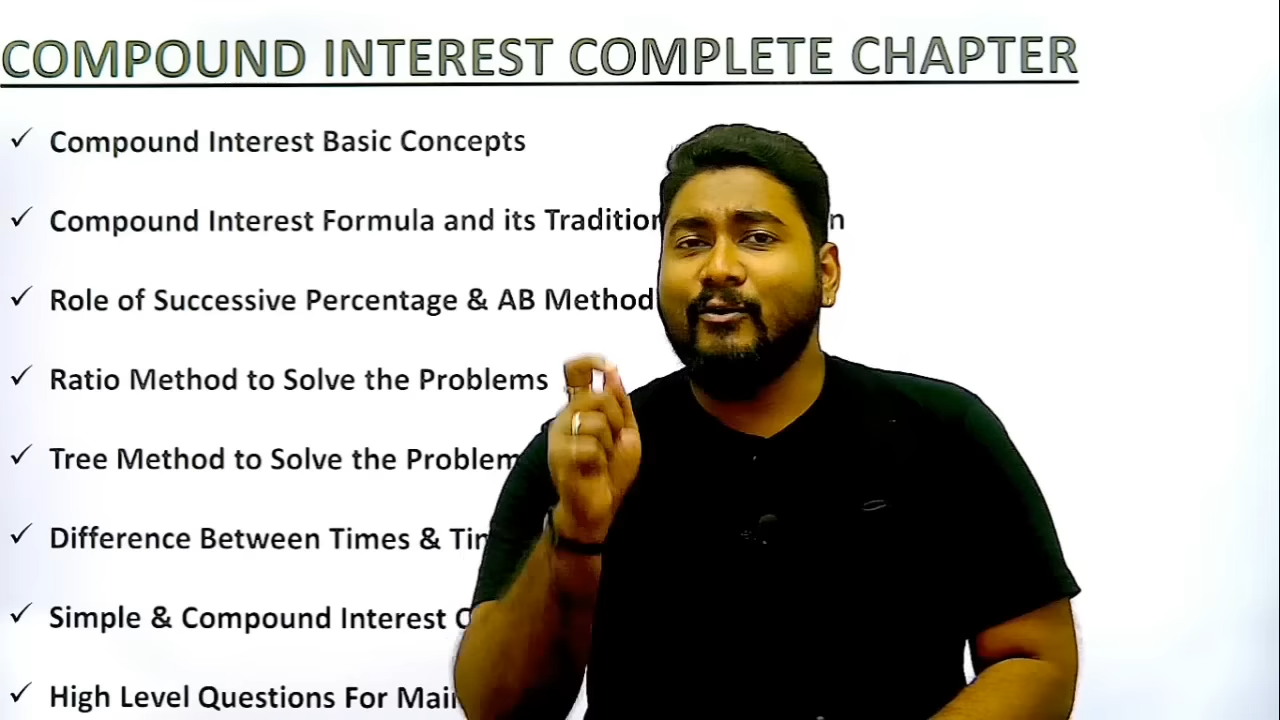 COMPOUND INTEREST COMPLETE CHAPTER
✓ Compound Interest Basic Concepts
✓ Compound Interest Formula and its
✓ Role of Successive Percentage & AB Method
✓ Ratio Method to Solve the Problems
✓ Tree Method to Solve the
✓ Difference Between Times &
✓ Simple & Compound Interest
✓ High Level Questions For